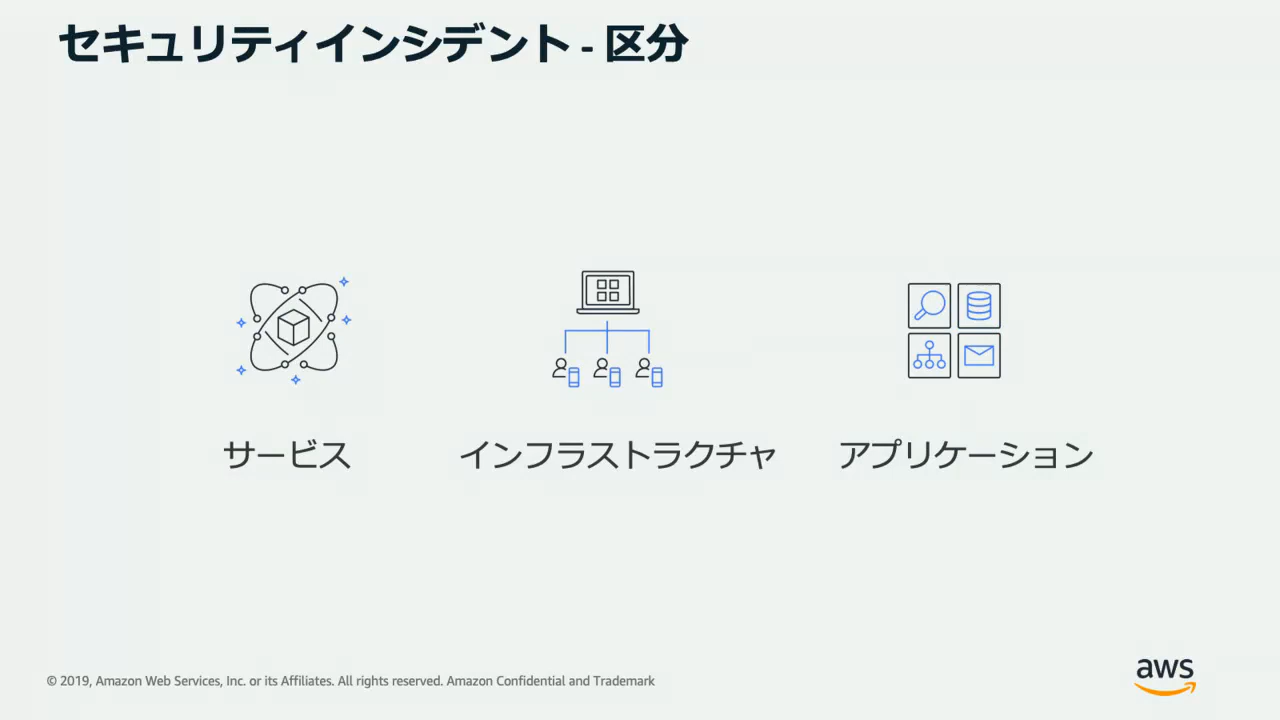 セキュリティインシデント - 区分
サービス
インフラストラクチャ
アプリケーション
© 2019, Amazon Web Services, Inc. or its Affiliates. All rights reserved. Amazon Confidential and Trademark
aws